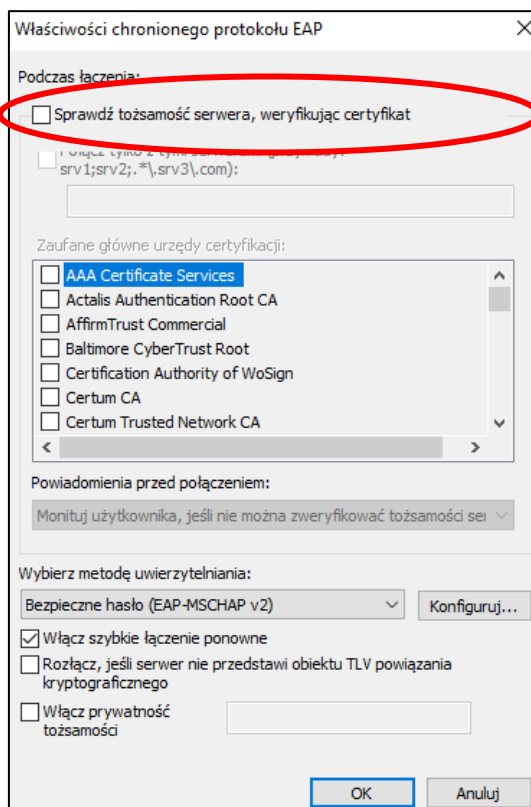 Właściwości chronionego protokołu EAP
Podczas łączenia:
Sprawdź tożsamość serwera, weryfikując certyfikat
srv1;srv2;.*\.srv3\.com):
Zaufane główne urzędy certyfikacji:
AAA Certificate Services
Actalis Authentication Root CA
AffirmTrust Commercial
Baltimore CyberTrust Root
Certification Authority of WoSign
Certum CA
Certum Trusted Network CA
Powiadomienia przed połączeniem:
Monituj użytkownika, jeśli nie można zweryfikować tożsamości ser
Wybierz metodę uwierzytelniania:
Bezpieczne hasło (EAP-MSCHAP v2)
Konfiguruj...
Włącz szybkie łączenie ponowne
Rozłącz, jeśli serwer nie przedstawi obiektu TLV powiązania
kryptograficznego
Włącz prywatność
tożsamości
OK
Anuluj